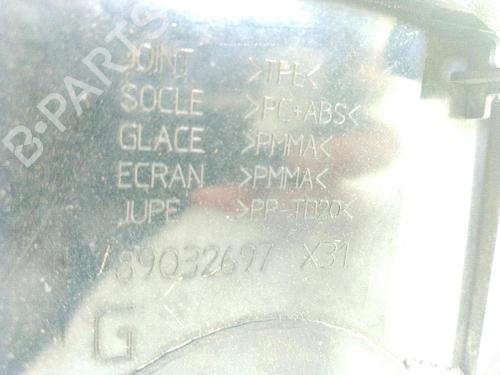 B-PARTS
JOINT >TPE<
SOCLE >PC+ABS<
GLACE >PMMA<
ECRAN >PMMA<
JUPE >PP-TD20<
89032697 X31
G